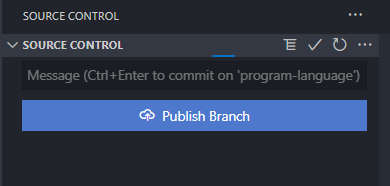 SOURCE CONTROL
SOURCE CONTROL
Message (Ctrl+Enter to commit on 'program-language')
Publish Branch